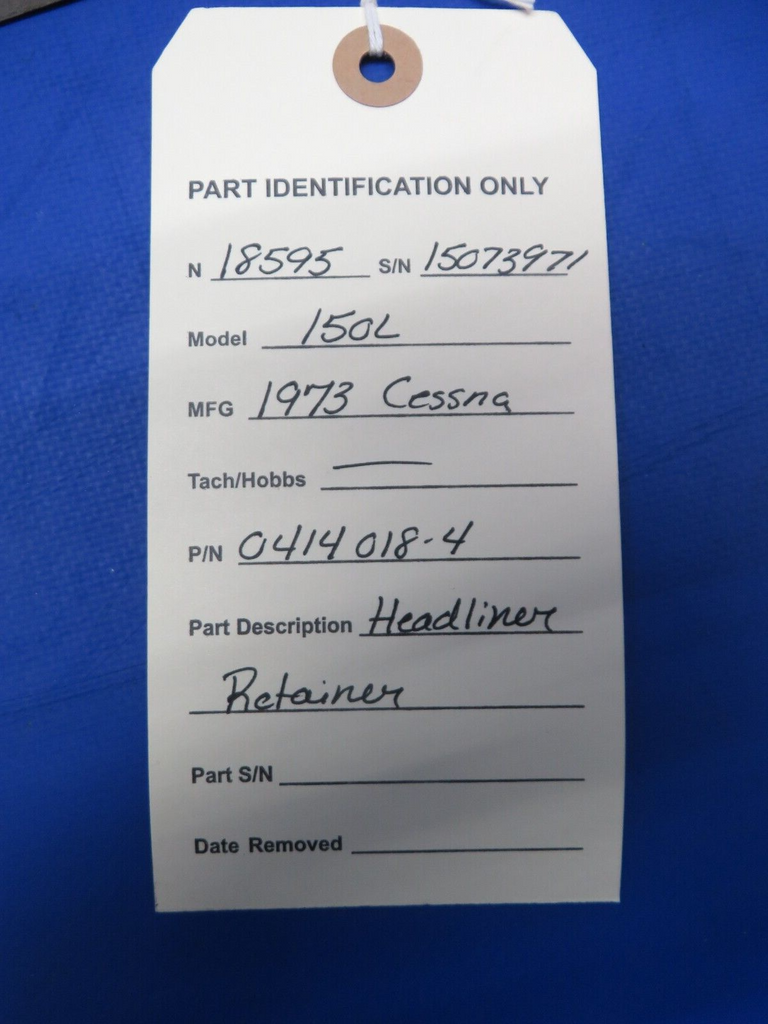 PART IDENTIFICATION ONLY
N 18595 S/N 15073971
Model 150L
MFG 1973 Cessna
Tach/Hobbs —
P/N 0414018-4
Part Description Headliner
Retainer
Part S/N
Date Removed